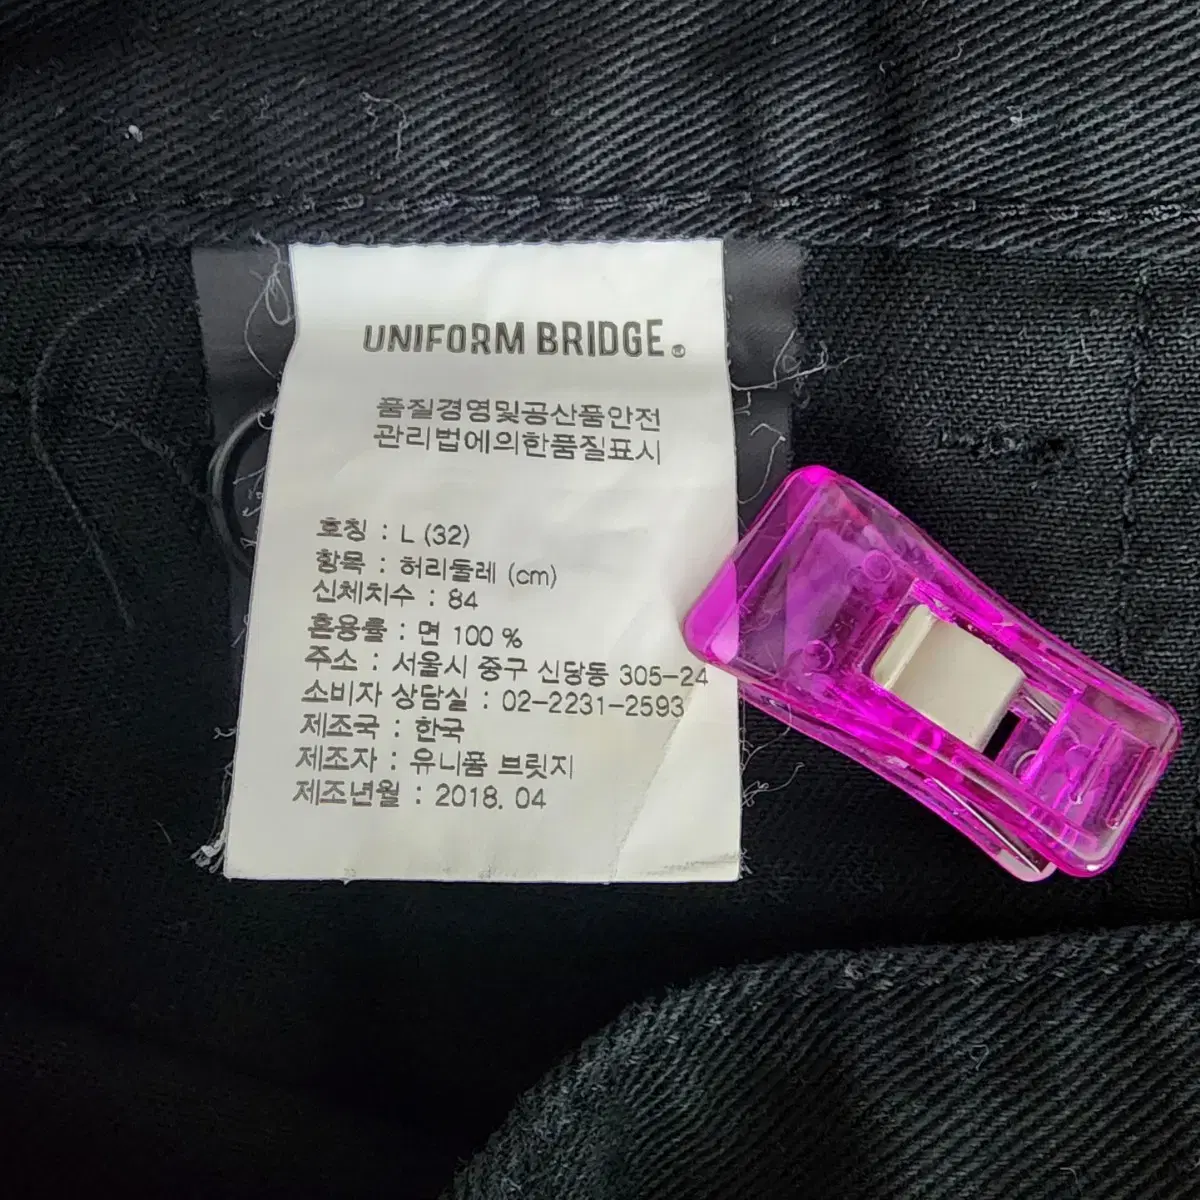 UNIFORM BRIDGE®
품질경영및공산품안전
관리법에의한품질표시
호칭 : L (32)
항목 : 허리둘레 (cm)
신체치수 : 84
혼용률 : 면 100 %
주소 : 서울시 중구 신당동 305-24
소비자 상담실 : 02-2231-2593
제조국 : 한국
제조자 : 유니폼 브릿지
제조년월 : 2018. 04